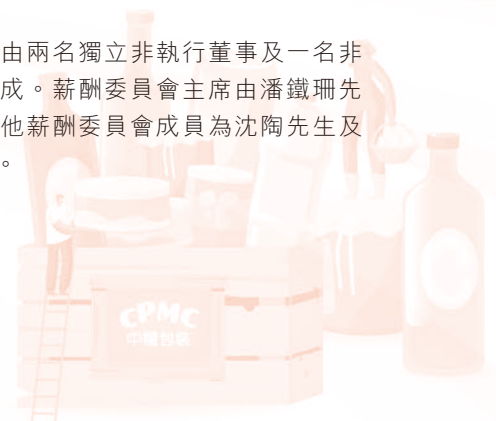 由兩名獨立非執行董事及一名非
成。薪酬委員會主席由潘鐵珊先
他薪酬委員會成員為沈陶先生及
。
CPMC
中糧包裝